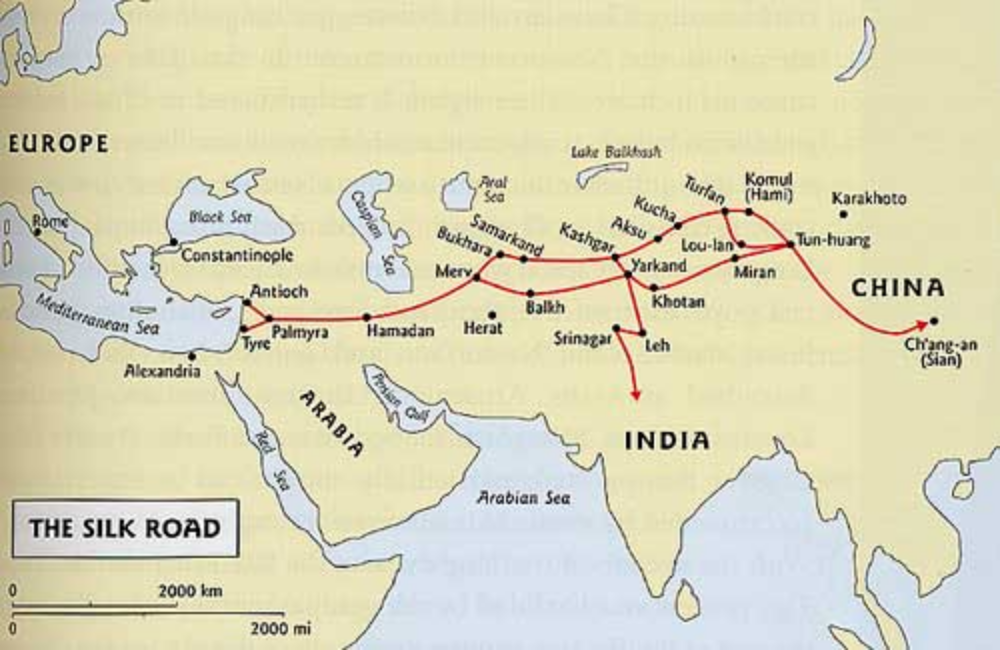 EUROPE
Lake Balkhash
Komul
(Hami)
Turfan
Karakhoto
Aral
Sea
Kucha
Rome
Black Sea
Caspian
Sea
Samarkand
Bukhara
Kashgar
Aksu
Lou-lan
Tun-huang
Constantinople
Merv
Yarkand
Miran
CHINA
Antioch
Khotan
Mediterranean Sea
Balkh
Palmyra
Hamadan
Herat
Tyre
Srinagar
Leh
Ch'ang-an
(Sian)
Alexandria
ARABIA
Persian Gulf
INDIA
Red
Sea
Arabian Sea
THE SILK ROAD
0
2000 km
0
2000 mi